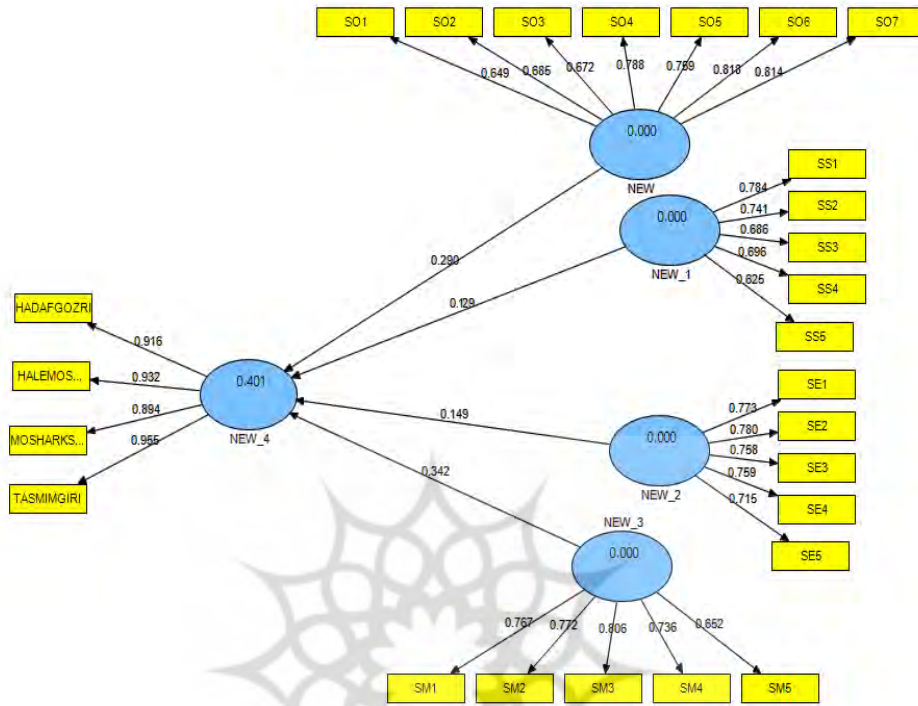 SO1 SO2 SO3 SO4 SO5 SO6 SO7
0.649 0.685 0.672 0.788 0.759 0.818 0.814
0.000
NEW
SS1
0.784
SS2
0.741
0.000
SS3
0.686
0.696
SS4
NEW_1
0.625
SS5
0.290
0.129
HADAFGOZRI
0.916
HALEMOS...
0.932
0.401
MOSHARKS...
0.894
NEW_4
0.955
TASMIMGIRI
SE1
0.773
0.149
SE2
0.780
0.000
0.758
SE3
0.759
SE4
NEW_2
0.715
SE5
0.342
NEW_3
0.000
0.767 0.772 0.806 0.736 0.652
SM1 SM2 SM3 SM4 SM5